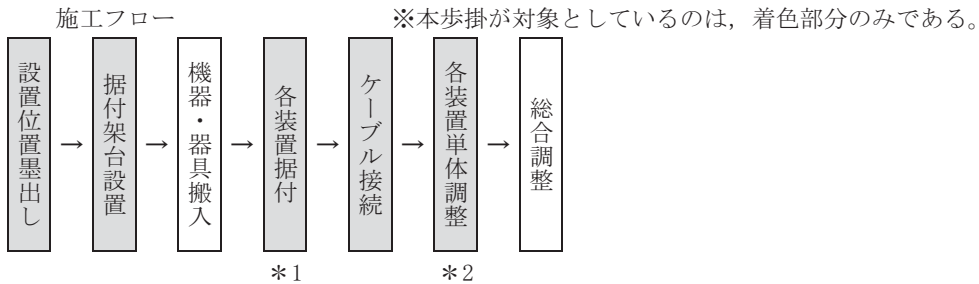 施工フロー
※本歩掛が対象としているのは，着色部分のみである。
設置位置墨出し
→
据付架台設置
→
機器・器具搬入
→
各装置据付
→
ケーブル接続
→
各装置単体調整
→
総合調整
＊1
＊2